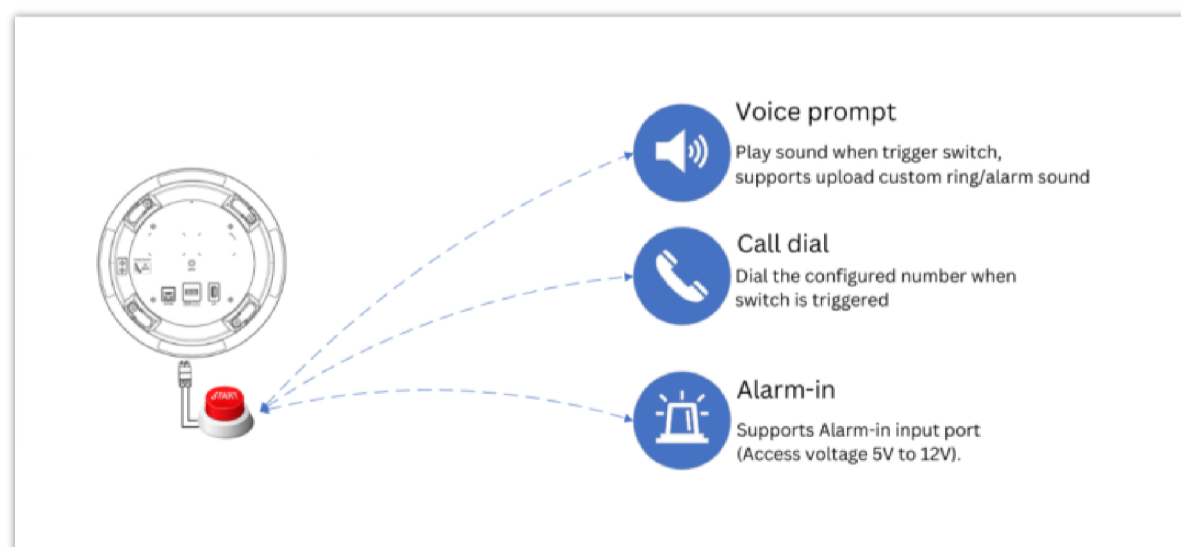 Voice prompt
Play sound when trigger switch,
supports upload custom ring/alarm sound
Call dial
Dial the configured number when
switch is triggered
START
Alarm-in
Supports Alarm-in input port
(Access voltage 5V to 12V).